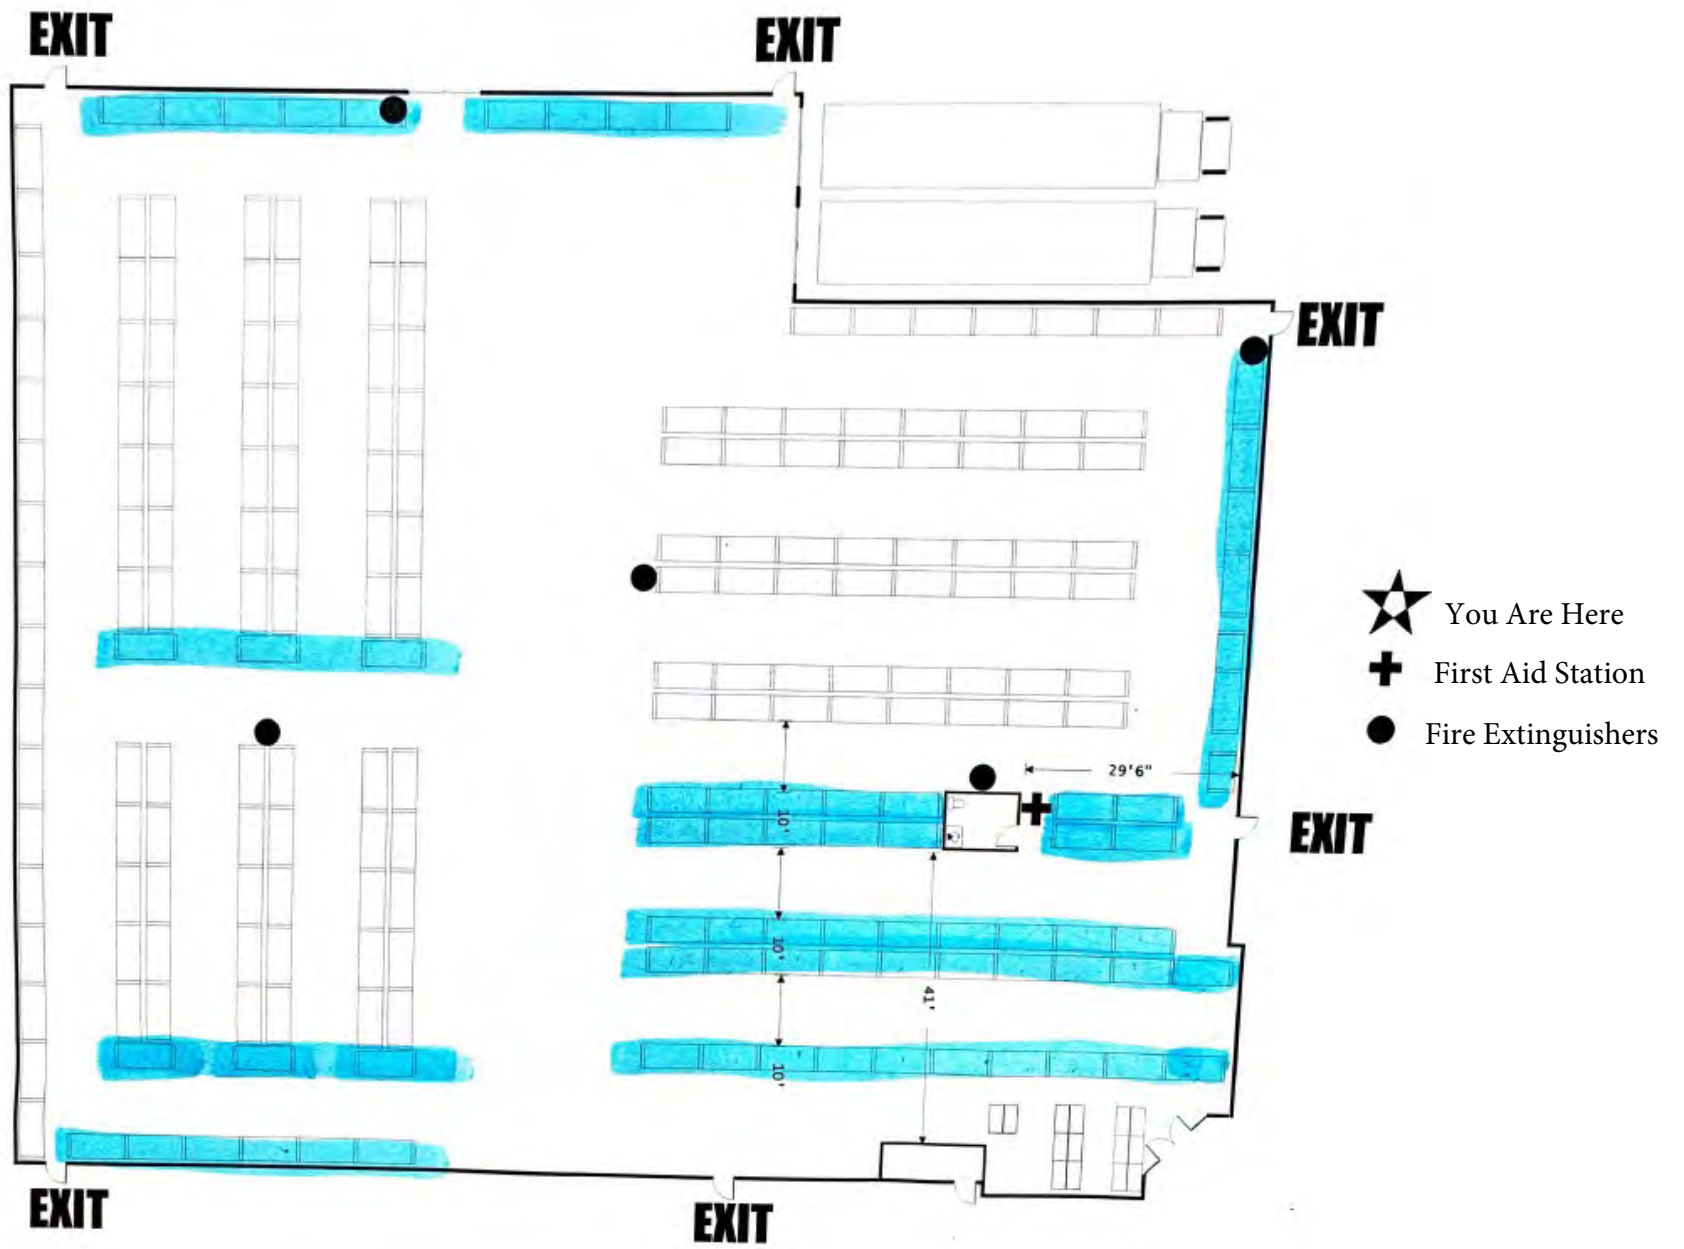 EXIT
EXIT
EXIT
You Are Here
First Aid Station
Fire Extinguishers
29'6"
10'
EXIT
10'
41'
10'
EXIT
EXIT